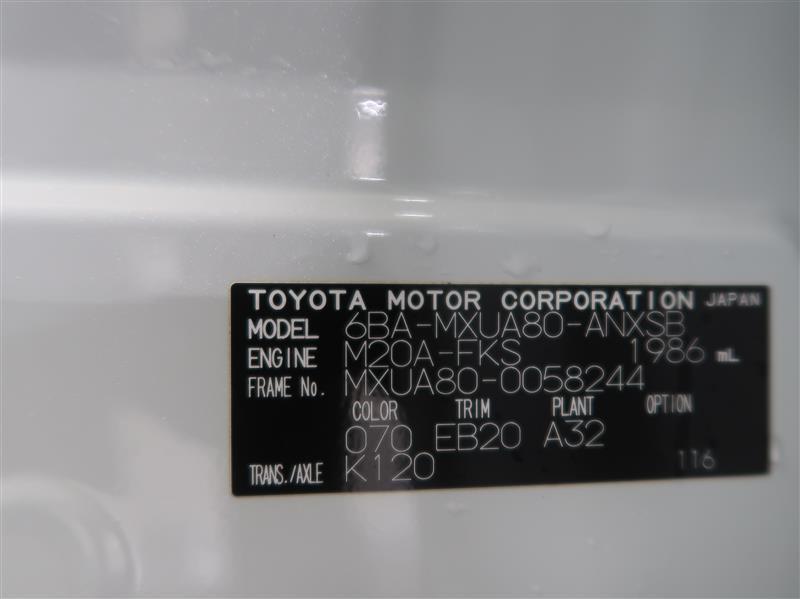 TOYOTA MOTOR CORPORATION JAPAN
MODEL 6BA-MXUA80-ANXSB
ENGINE M20A-FKS 1986 mL
FRAME No. MXUA80-0058244
COLOR TRIM PLANT OPTION
070 EB20 A32
TRANS./AXLE K120 116